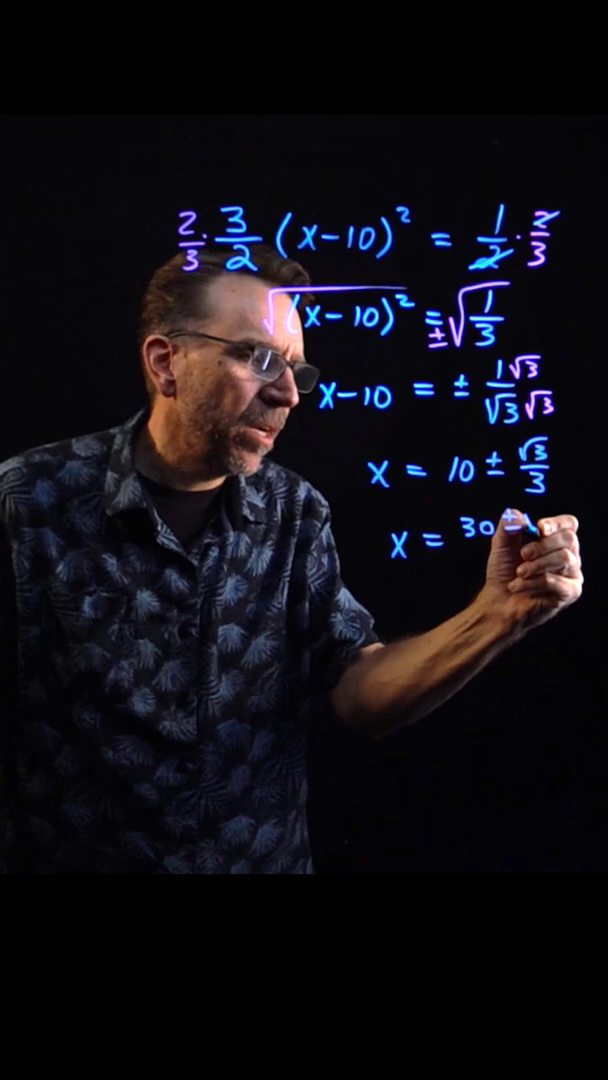 2/3 · 3/2 (x-10)² = 1/2 · 2/3
√(x-10)² = ±√1/3
x-10 = ± 1√3/√3√3
x = 10 ± √3/3
x = 30 ±